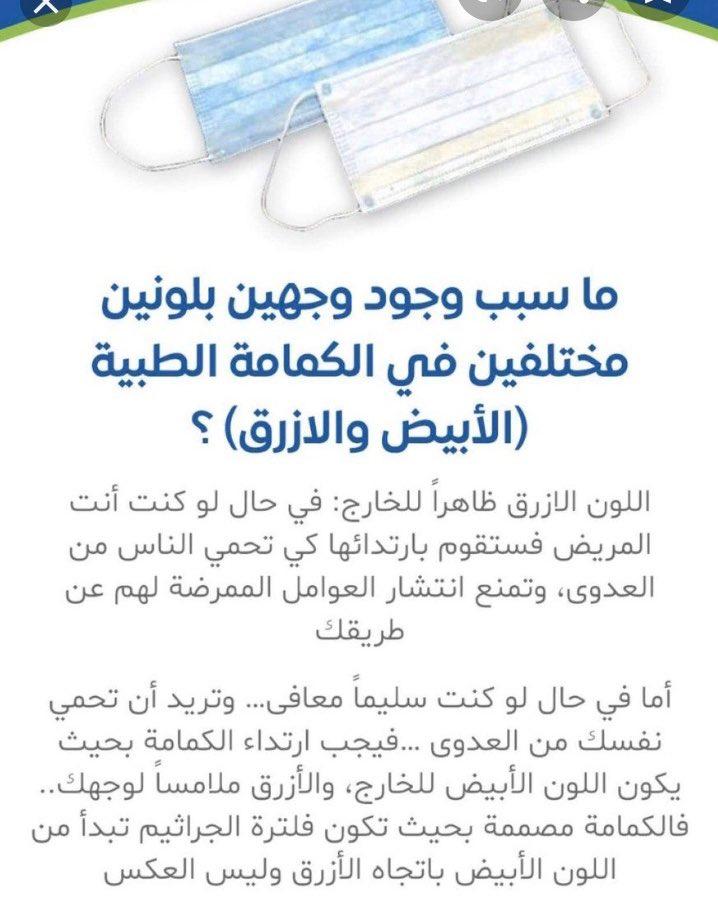 ما سبب وجود وجهين بلونين
مختلفين في الكمامة الطبية
(الأبيض والازرق) ؟
اللون الازرق ظاهراً للخارج: في حال لو كنت أنت
المريض فستقوم بارتدائها كي تحمي الناس من
العدوى، وتمنع انتشار العوامل الممرضة لهم عن
طريقك
أما في حال لو كنت سليماً معافى... وتريد أن تحمي
نفسك من العدوى ...فيجب ارتداء الكمامة بحيث
يكون اللون الأبيض للخارج، والأزرق ملامساً لوجهك..
فالكمامة مصممة بحيث تكون فلترة الجراثيم تبدأ من
اللون الأبيض باتجاه الأزرق وليس العكس